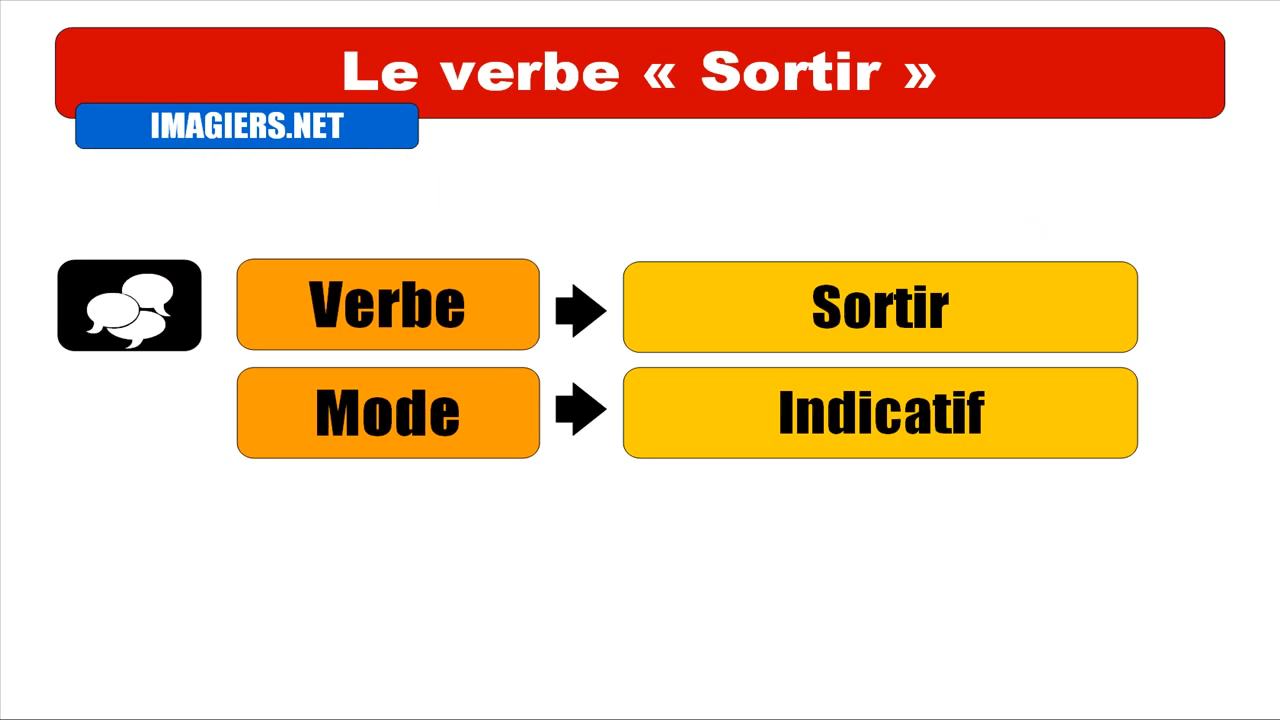 Le verbe « Sortir »
IMAGIERS.NET
Verbe
Sortir
Mode
Indicatif